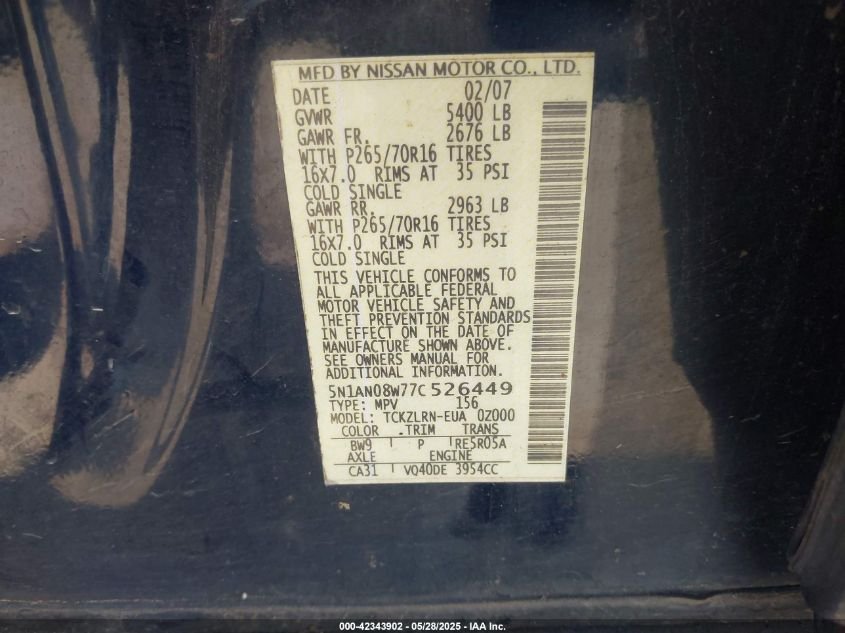 MFD BY NISSAN MOTOR CO., LTD.
DATE 02/07
GVWR 5400 LB
GAWR FR. 2676 LB
WITH P265/70R16 TIRES
16X7.0 RIMS AT 35 PSI
COLD SINGLE
GAWR RR. 2963 LB
WITH P265/70R16 TIRES
16X7.0 RIMS AT 35 PSI
COLD SINGLE
THIS VEHICLE CONFORMS TO
ALL APPLICABLE FEDERAL
MOTOR VEHICLE SAFETY AND
THEFT PREVENTION STANDARDS
IN EFFECT ON THE DATE OF
MANUFACTURE SHOWN ABOVE.
SEE OWNERS MANUAL FOR
ADDITIONAL INFORMATION.
5N1AN08W77C526449
TYPE: MPV 156
MODEL: TCKZLRN-EUA 0Z000
COLOR .TRIM TRANS
BW9 P RE5R05A
AXLE ENGINE
CA31 VQ40DE 3954CC
000-42343902 - 05/28/2025 - IAA Inc.